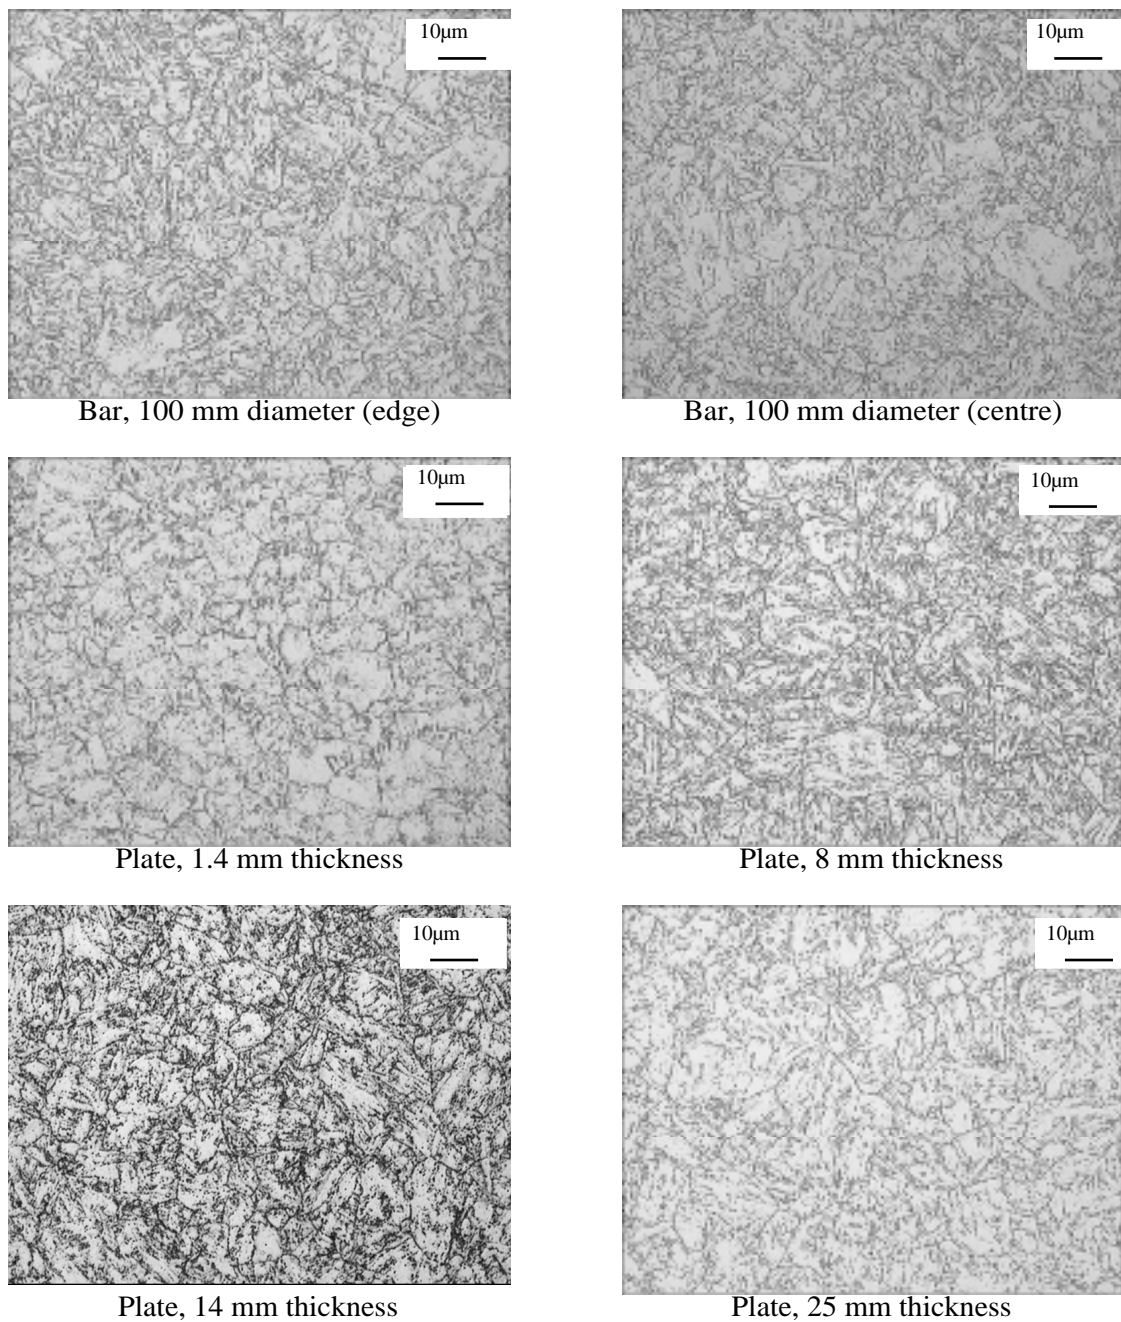 10μm
10μm
Bar, 100 mm diameter (edge)
Bar, 100 mm diameter (centre)
10μm
10μm
Plate, 1.4 mm thickness
Plate, 8 mm thickness
10μm
10μm
Plate, 14 mm thickness
Plate, 25 mm thickness